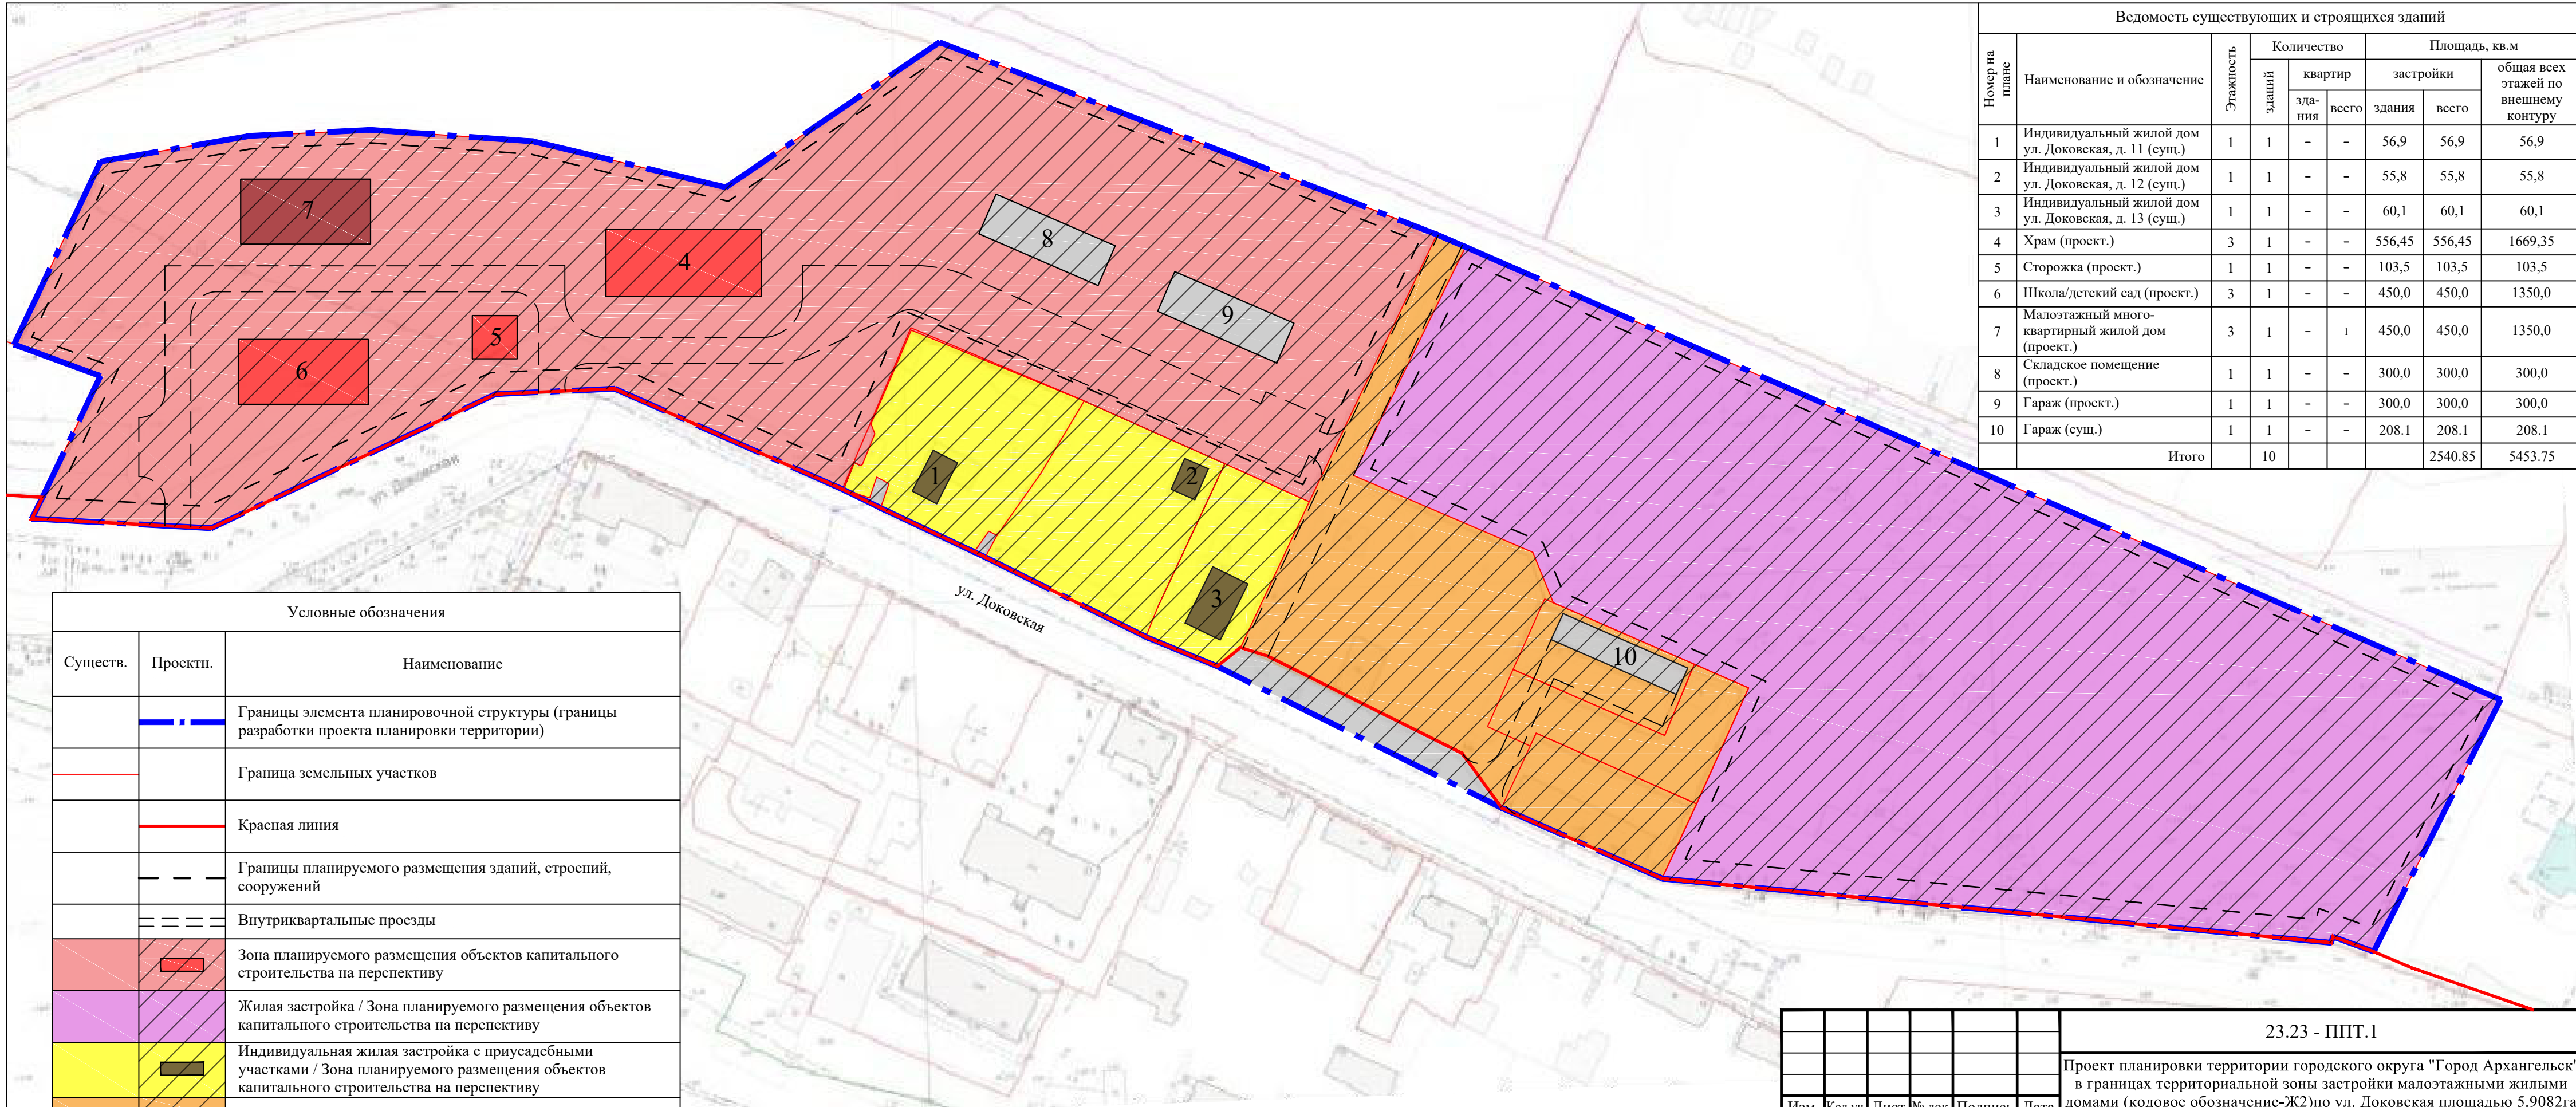 Ведомость существующих и строящихся зданий
Номер на плане
Наименование и обозначение
Этажность
Количество
Площадь, кв.м
зданий
квартир
застройки
общая всех
этажей по
внешнему
контуру
зда-
ния
всего
здания
всего
1 Индивидуальный жилой дом
ул. Доковская, д. 11 (сущ.) 1 1 - - 56,9 56,9 56,9
2 Индивидуальный жилой дом
ул. Доковская, д. 12 (сущ.) 1 1 - - 55,8 55,8 55,8
3 Индивидуальный жилой дом
ул. Доковская, д. 13 (сущ.) 1 1 - - 60,1 60,1 60,1
4 Храм (проект.) 3 1 - - 556,45 556,45 1669,35
5 Сторожка (проект.) 1 1 - - 103,5 103,5 103,5
6 Школа/детский сад (проект.) 3 1 - - 450,0 450,0 1350,0
7 Малоэтажный много-
квартирный жилой дом
(проект.) 3 1 - 1 450,0 450,0 1350,0
8 Складское помещение
(проект.) 1 1 - - 300,0 300,0 300,0
9 Гараж (проект.) 1 1 - - 300,0 300,0 300,0
10 Гараж (сущ.) 1 1 - - 208.1 208.1 208.1
Итого 10 2540.85 5453.75
7
4
8
9
5
6
1
2
3
10
ул. Доковская
ул. Доковская
Условные обозначения
Существ. Проектн. Наименование
Границы элемента планировочной структуры (границы
разработки проекта планировки территории)
Граница земельных участков
Красная линия
Границы планируемого размещения зданий, строений,
сооружений
Внутриквартальные проезды
Зона планируемого размещения объектов капитального
строительства на перспективу
Жилая застройка / Зона планируемого размещения объектов
капитального строительства на перспективу
Индивидуальная жилая застройка с приусадебными
участками / Зона планируемого размещения объектов
капитального строительства на перспективу
23.23 - ППТ.1
Проект планировки территории городского округа "Город Архангельск"
в границах территориальной зоны застройки малоэтажными жилыми
домами (кодовое обозначение-Ж2)по ул. Доковская площадью 5,9082га
Изм. Кол.уч Лист № док. Подпись Дата